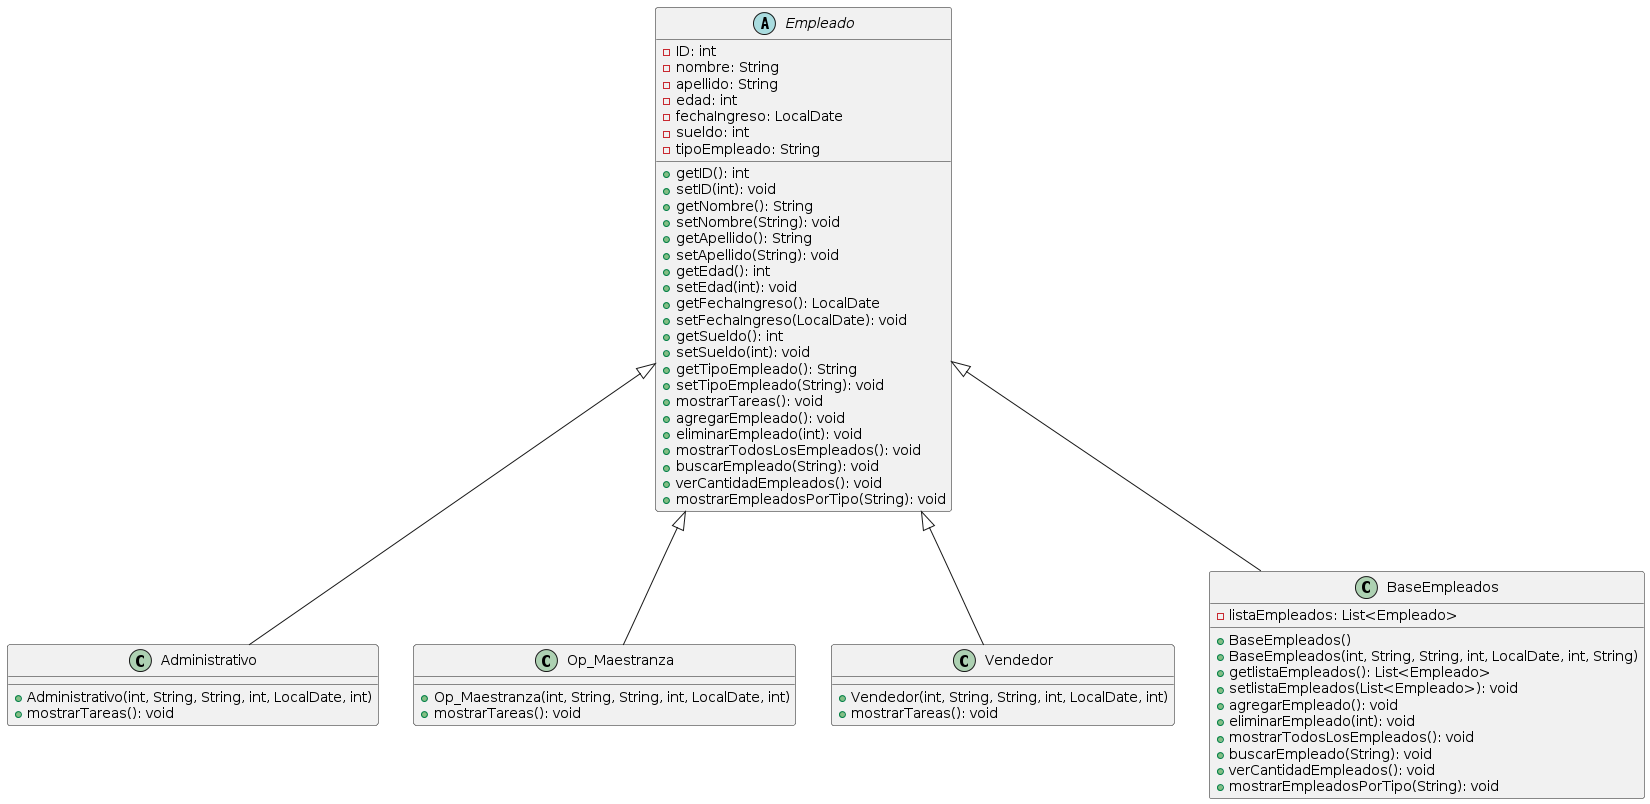 A Empleado
ID: int
nombre: String
apellido: String
edad: int
fechaIngreso: LocalDate
sueldo: int
tipoEmpleado: String
getID(): int
setID(int): void
getNombre(): String
setNombre(String): void
getApellido(): String
setApellido(String): void
getEdad(): int
setEdad(int): void
getFechaIngreso(): LocalDate
setFechaIngreso(LocalDate): void
getSueldo(): int
setSueldo(int): void
getTipoEmpleado(): String
setTipoEmpleado(String): void
mostrarTareas(): void
agregarEmpleado(): void
eliminarEmpleado(int): void
mostrarTodosLosEmpleados(): void
buscarEmpleado(String): void
verCantidadEmpleados(): void
mostrarEmpleadosPorTipo(String): void
C Administrativo
Administrativo(int, String, String, int, LocalDate, int)
mostrarTareas(): void
C Op_Maestranza
Op_Maestranza(int, String, String, int, LocalDate, int)
mostrarTareas(): void
C Vendedor
Vendedor(int, String, String, int, LocalDate, int)
mostrarTareas(): void
C BaseEmpleados
listaEmpleados: List<Empleado>
BaseEmpleados()
BaseEmpleados(int, String, String, int, LocalDate, int, String)
getlistaEmpleados(): List<Empleado>
setlistaEmpleados(List<Empleado>): void
agregarEmpleado(): void
eliminarEmpleado(int): void
mostrarTodosLosEmpleados(): void
buscarEmpleado(String): void
verCantidadEmpleados(): void
mostrarEmpleadosPorTipo(String): void